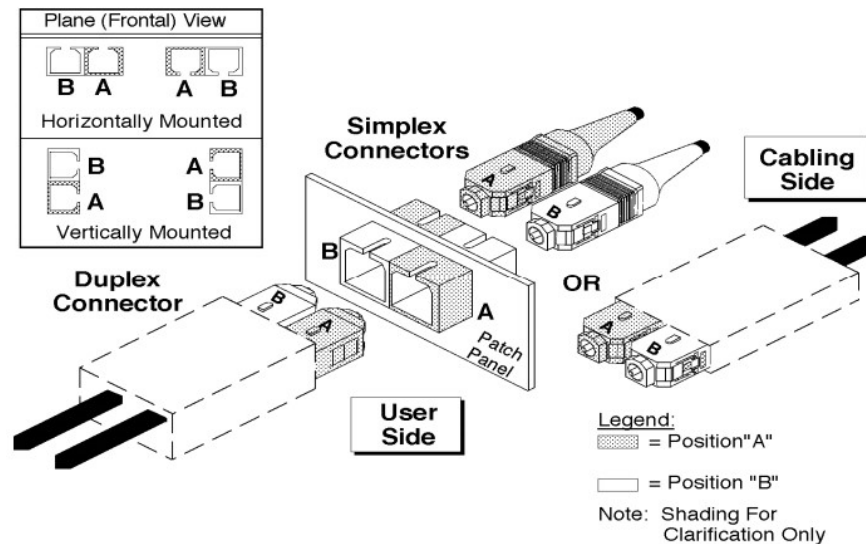 Plane (Frontal) View
B A
A B
Horizontally Mounted
B
A
A
B
Vertically Mounted
Simplex
Connectors
A
B
Cabling
Side
Duplex
Connector
B
A
B
A
Patch
Panel
OR
A
B
User
Side
Legend:
= Position"A"
= Position "B"
Note: Shading For
Clarification Only